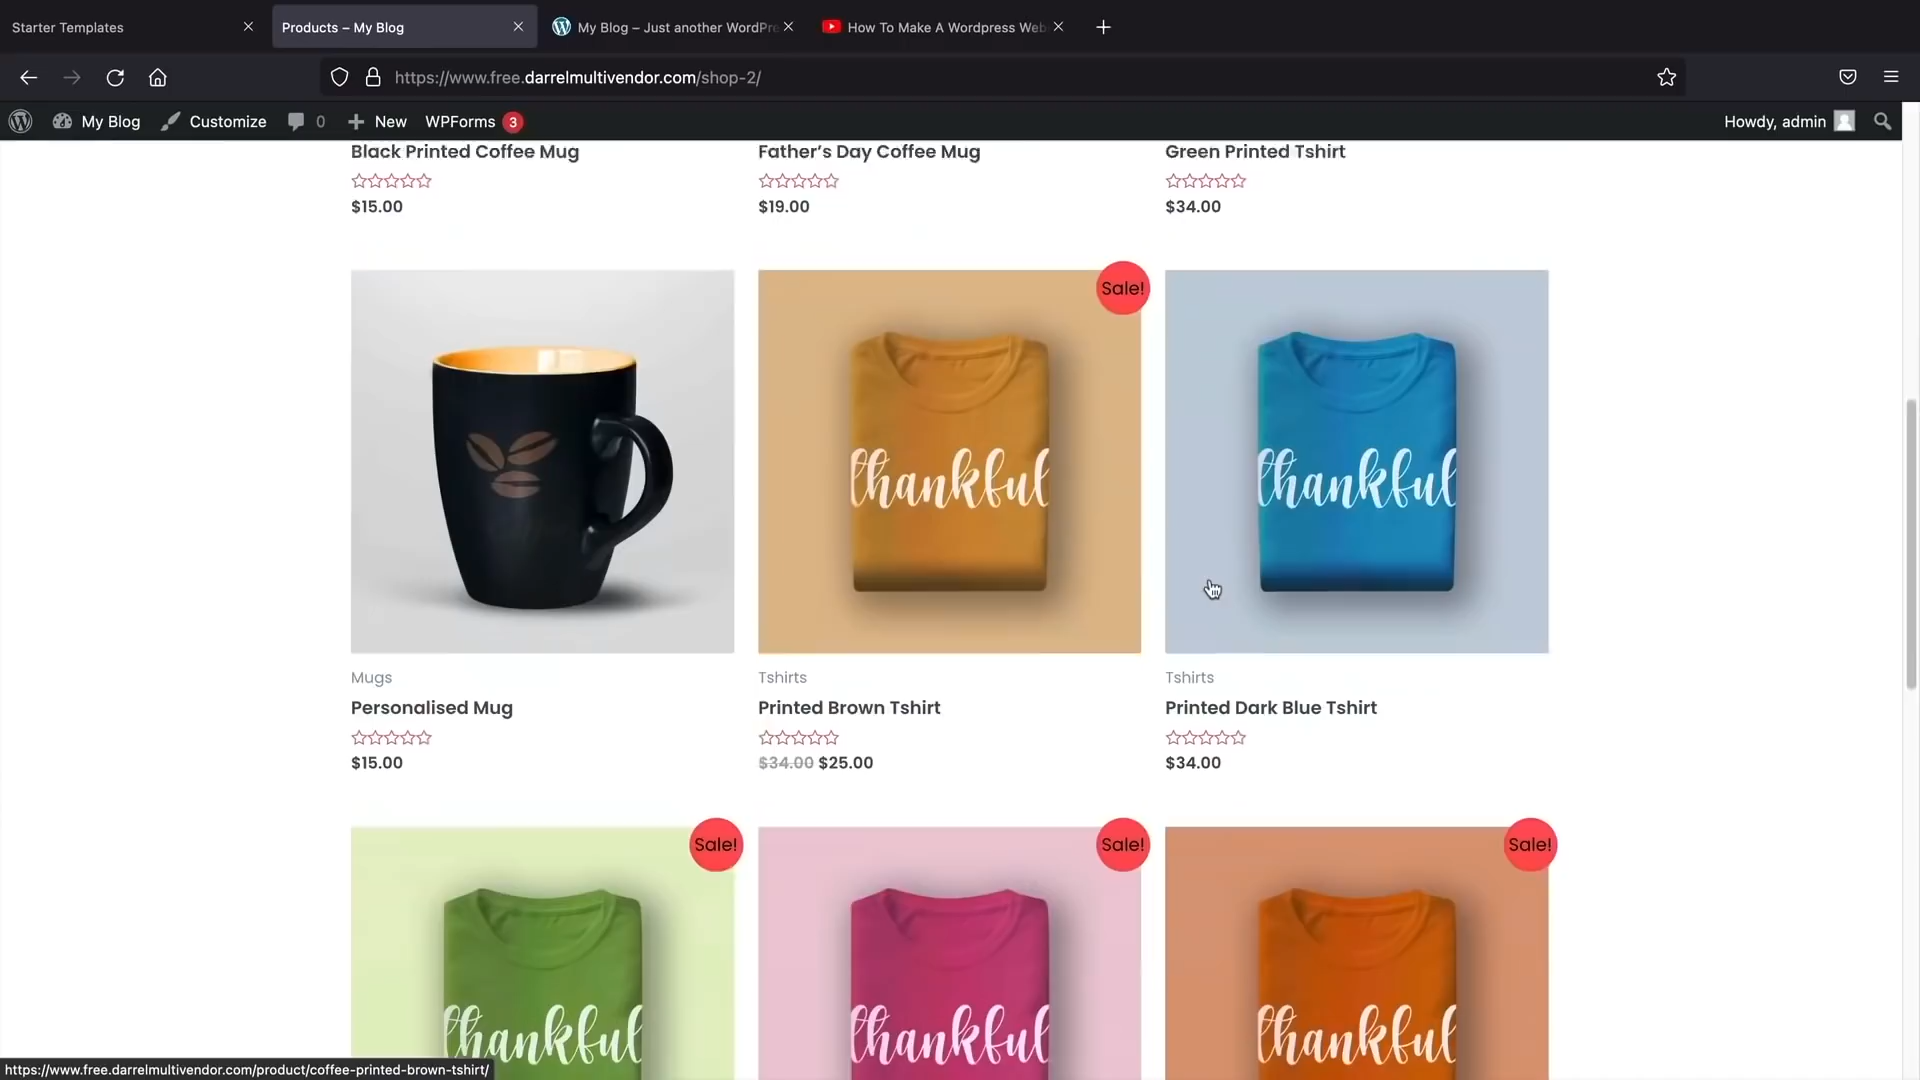 Starter Templates
Products – My Blog
My Blog – Just another WordPre
How To Make A Wordpress Web
https://www.free.darrelmultivendor.com/shop-2/
My Blog
Customize
0
New
WPForms
3
Howdy, admin
Black Printed Coffee Mug
Father's Day Coffee Mug
Green Printed Tshirt
$15.00
$19.00
$34.00
Sale!
thankful
thankful
Mugs
Tshirts
Tshirts
Personalised Mug
Printed Brown Tshirt
Printed Dark Blue Tshirt
$15.00
$34.00 $25.00
$34.00
Sale!
Sale!
Sale!
thankful
thankful
thankful
https://www.free.darrelmultivendor.com/product/coffee-printed-brown-tshirt/